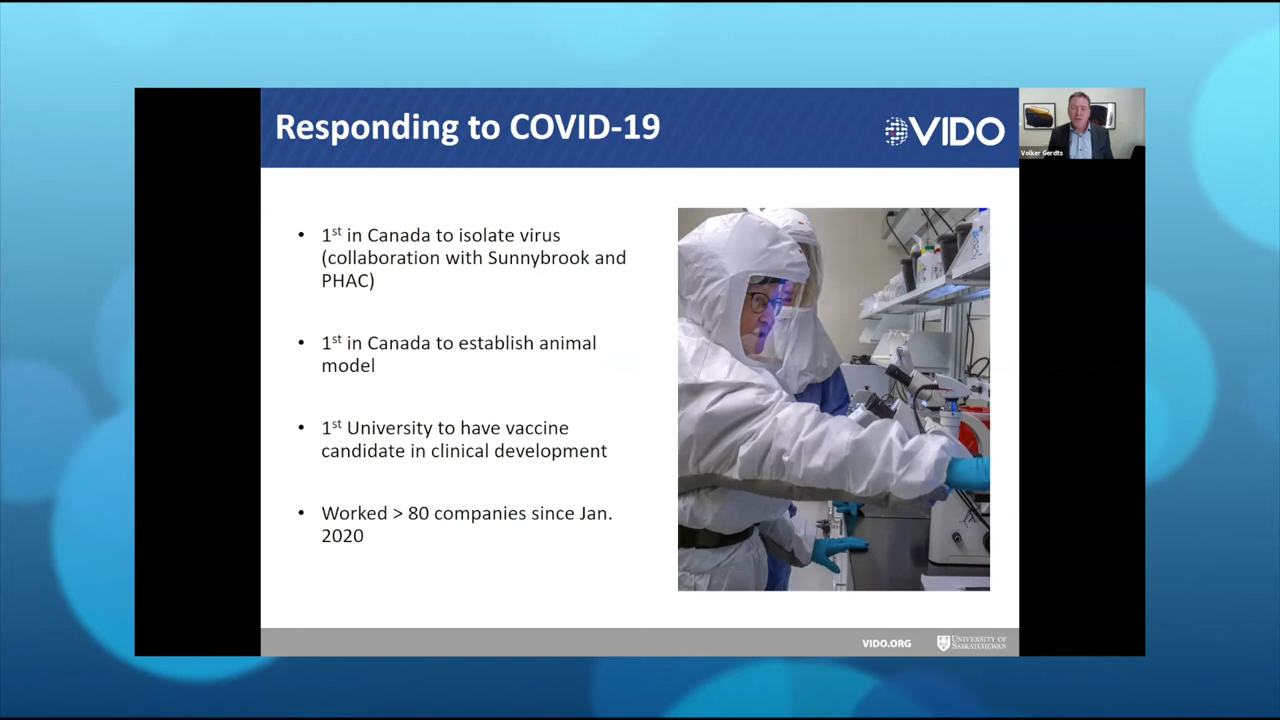 Responding to COVID-19
VIDO
Volker Gerdts
• 1st in Canada to isolate virus
(collaboration with Sunnybrook and
PHAC)
• 1st in Canada to establish animal
model
• 1st University to have vaccine
candidate in clinical development
• Worked > 80 companies since Jan.
2020
VIDO.ORG
UNIVERSITY OF
SASKATCHEWAN